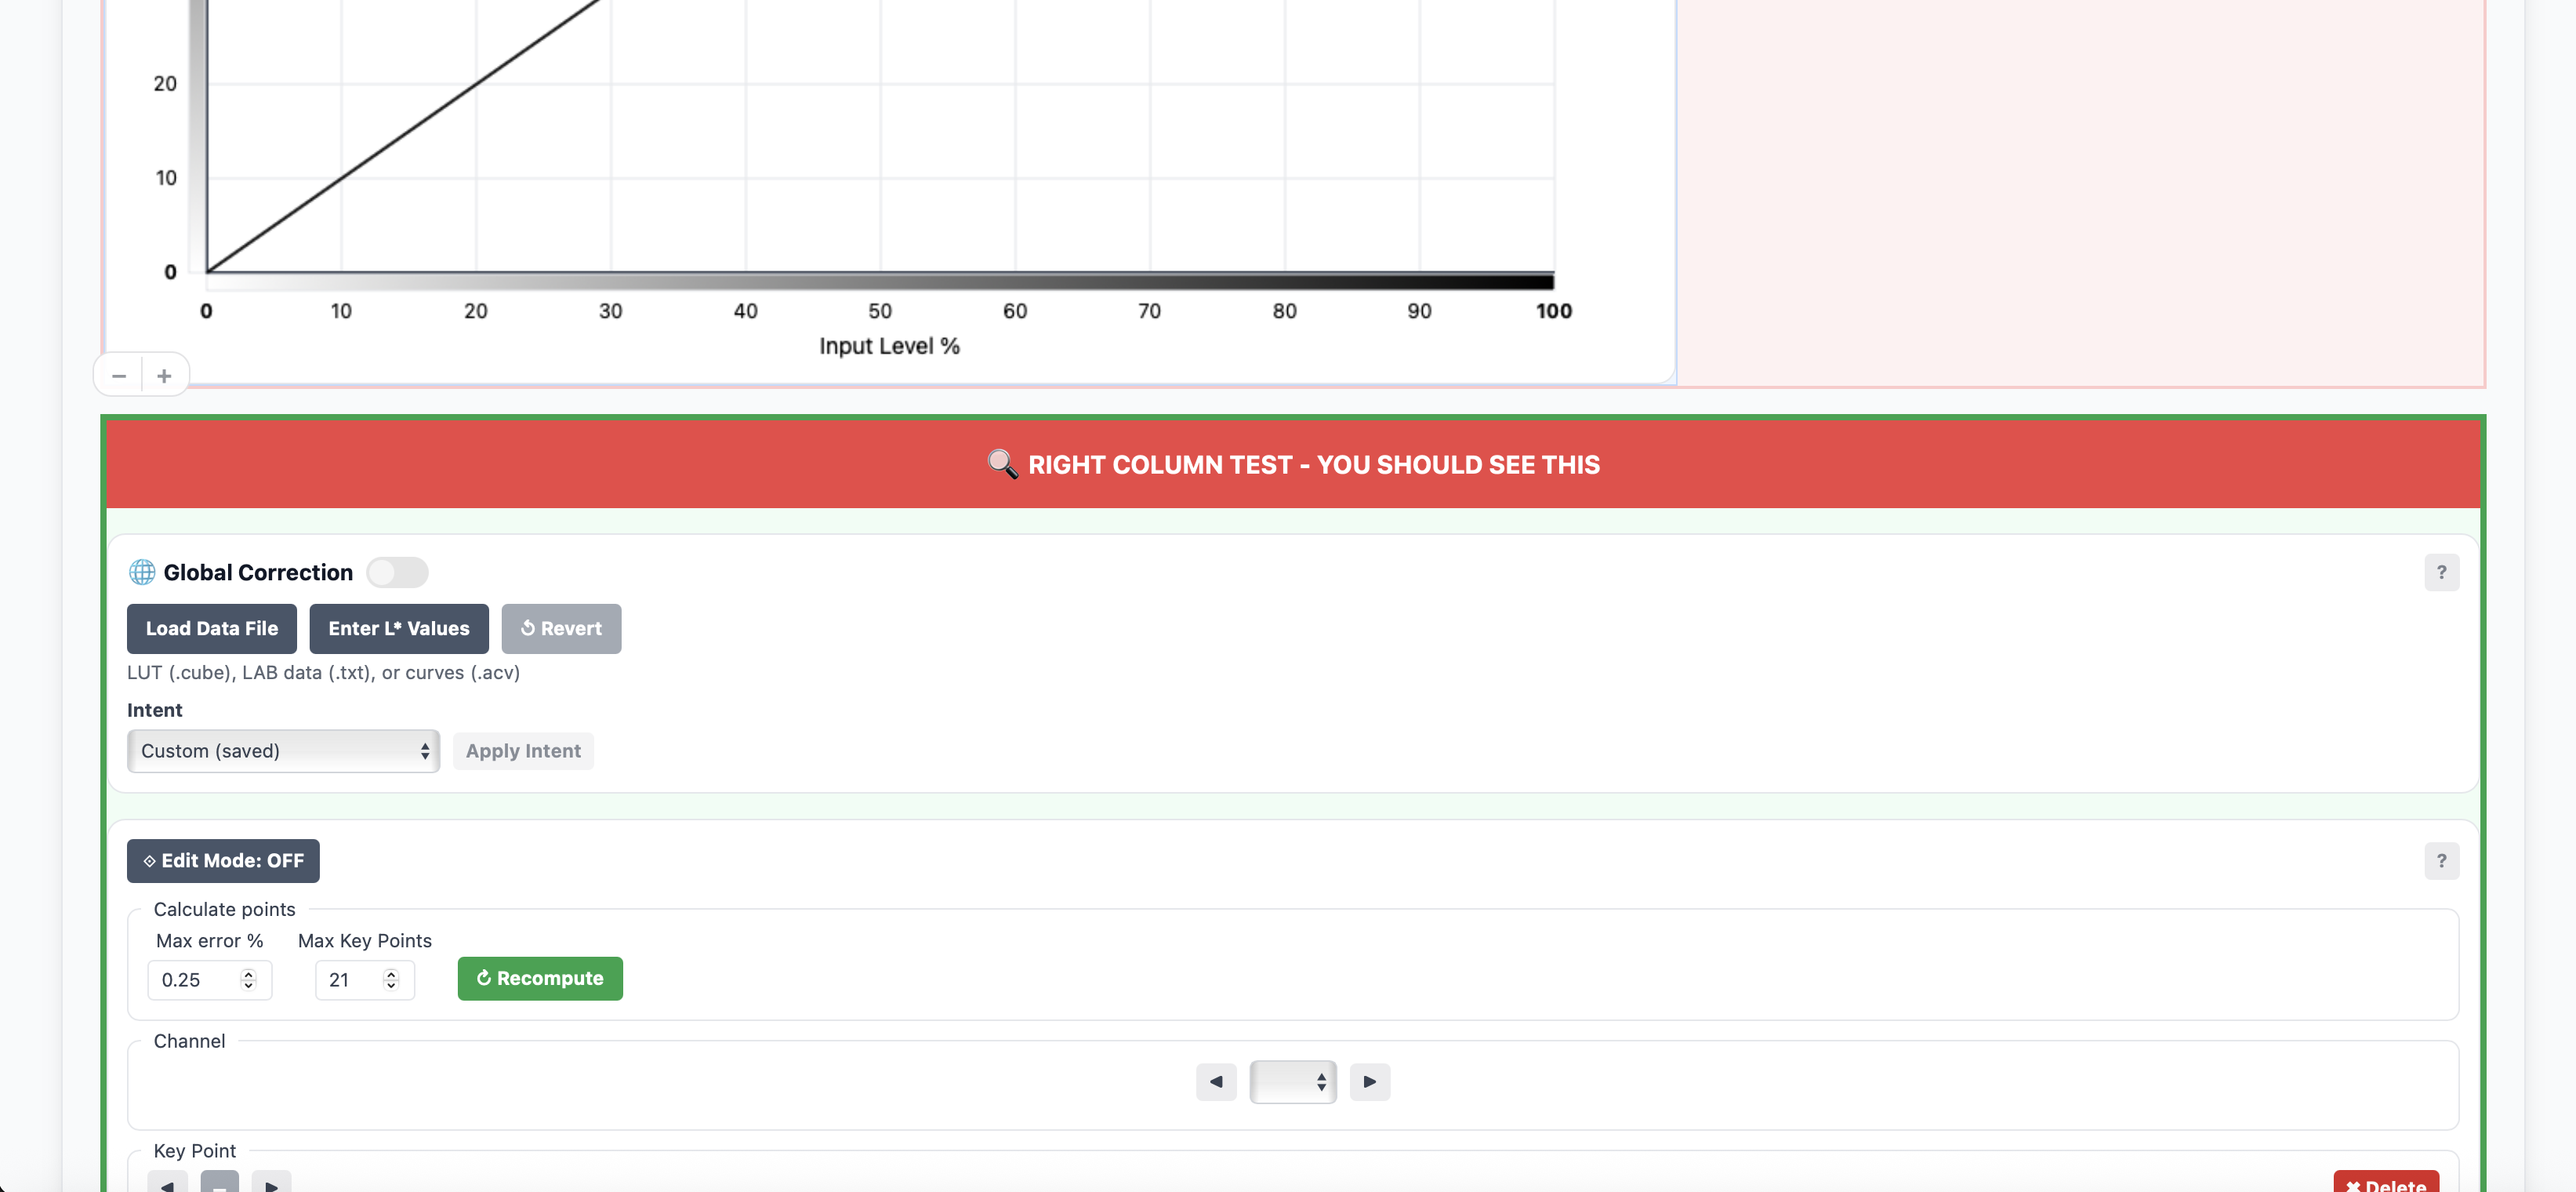 20
10
0
0 10 20 30 40 50 60 70 80 90 100
Input Level %
− +
RIGHT COLUMN TEST - YOU SHOULD SEE THIS
Global Correction ?
Load Data File Enter L* Values ↺ Revert
LUT (.cube), LAB data (.txt), or curves (.acv)
Intent
Custom (saved) Apply Intent
⟐ Edit Mode: OFF ?
Calculate points
Max error % Max Key Points
0.25 21 ↻ Recompute
Channel
◀ ▶
Key Point
◀ – ▶ ✖ Delete